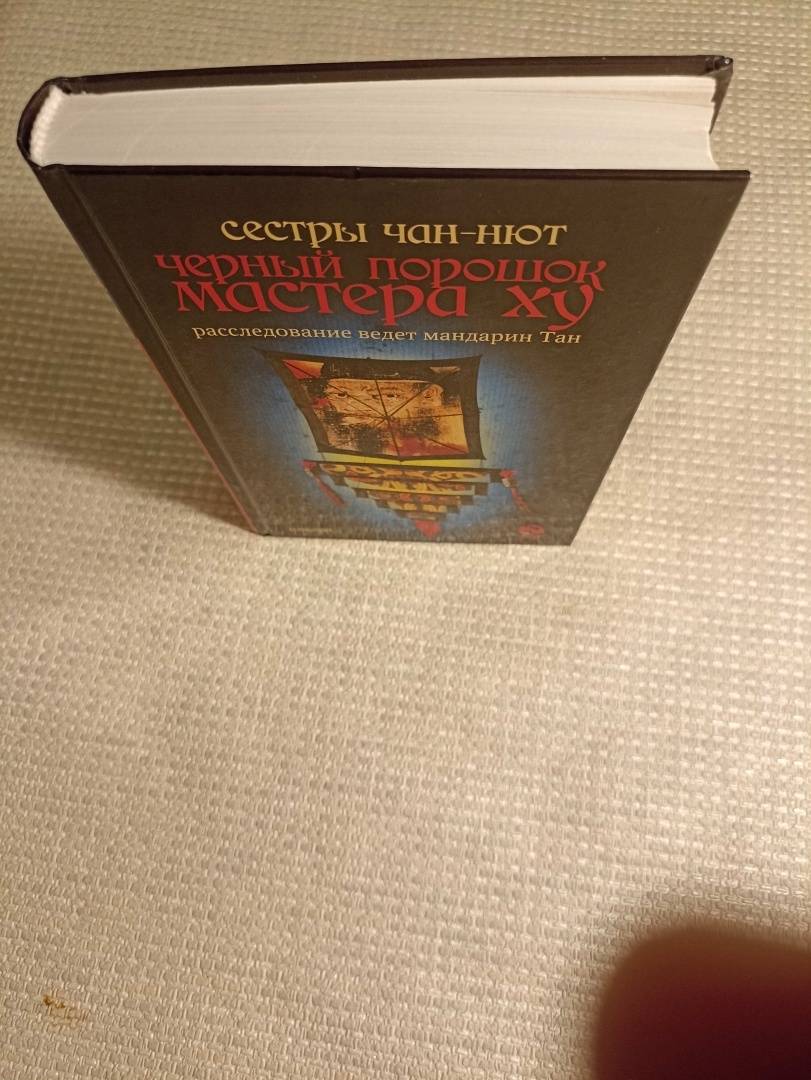 сестры чан-нют
черный порошок
мастера ху
расследование ведет мандарин Тан